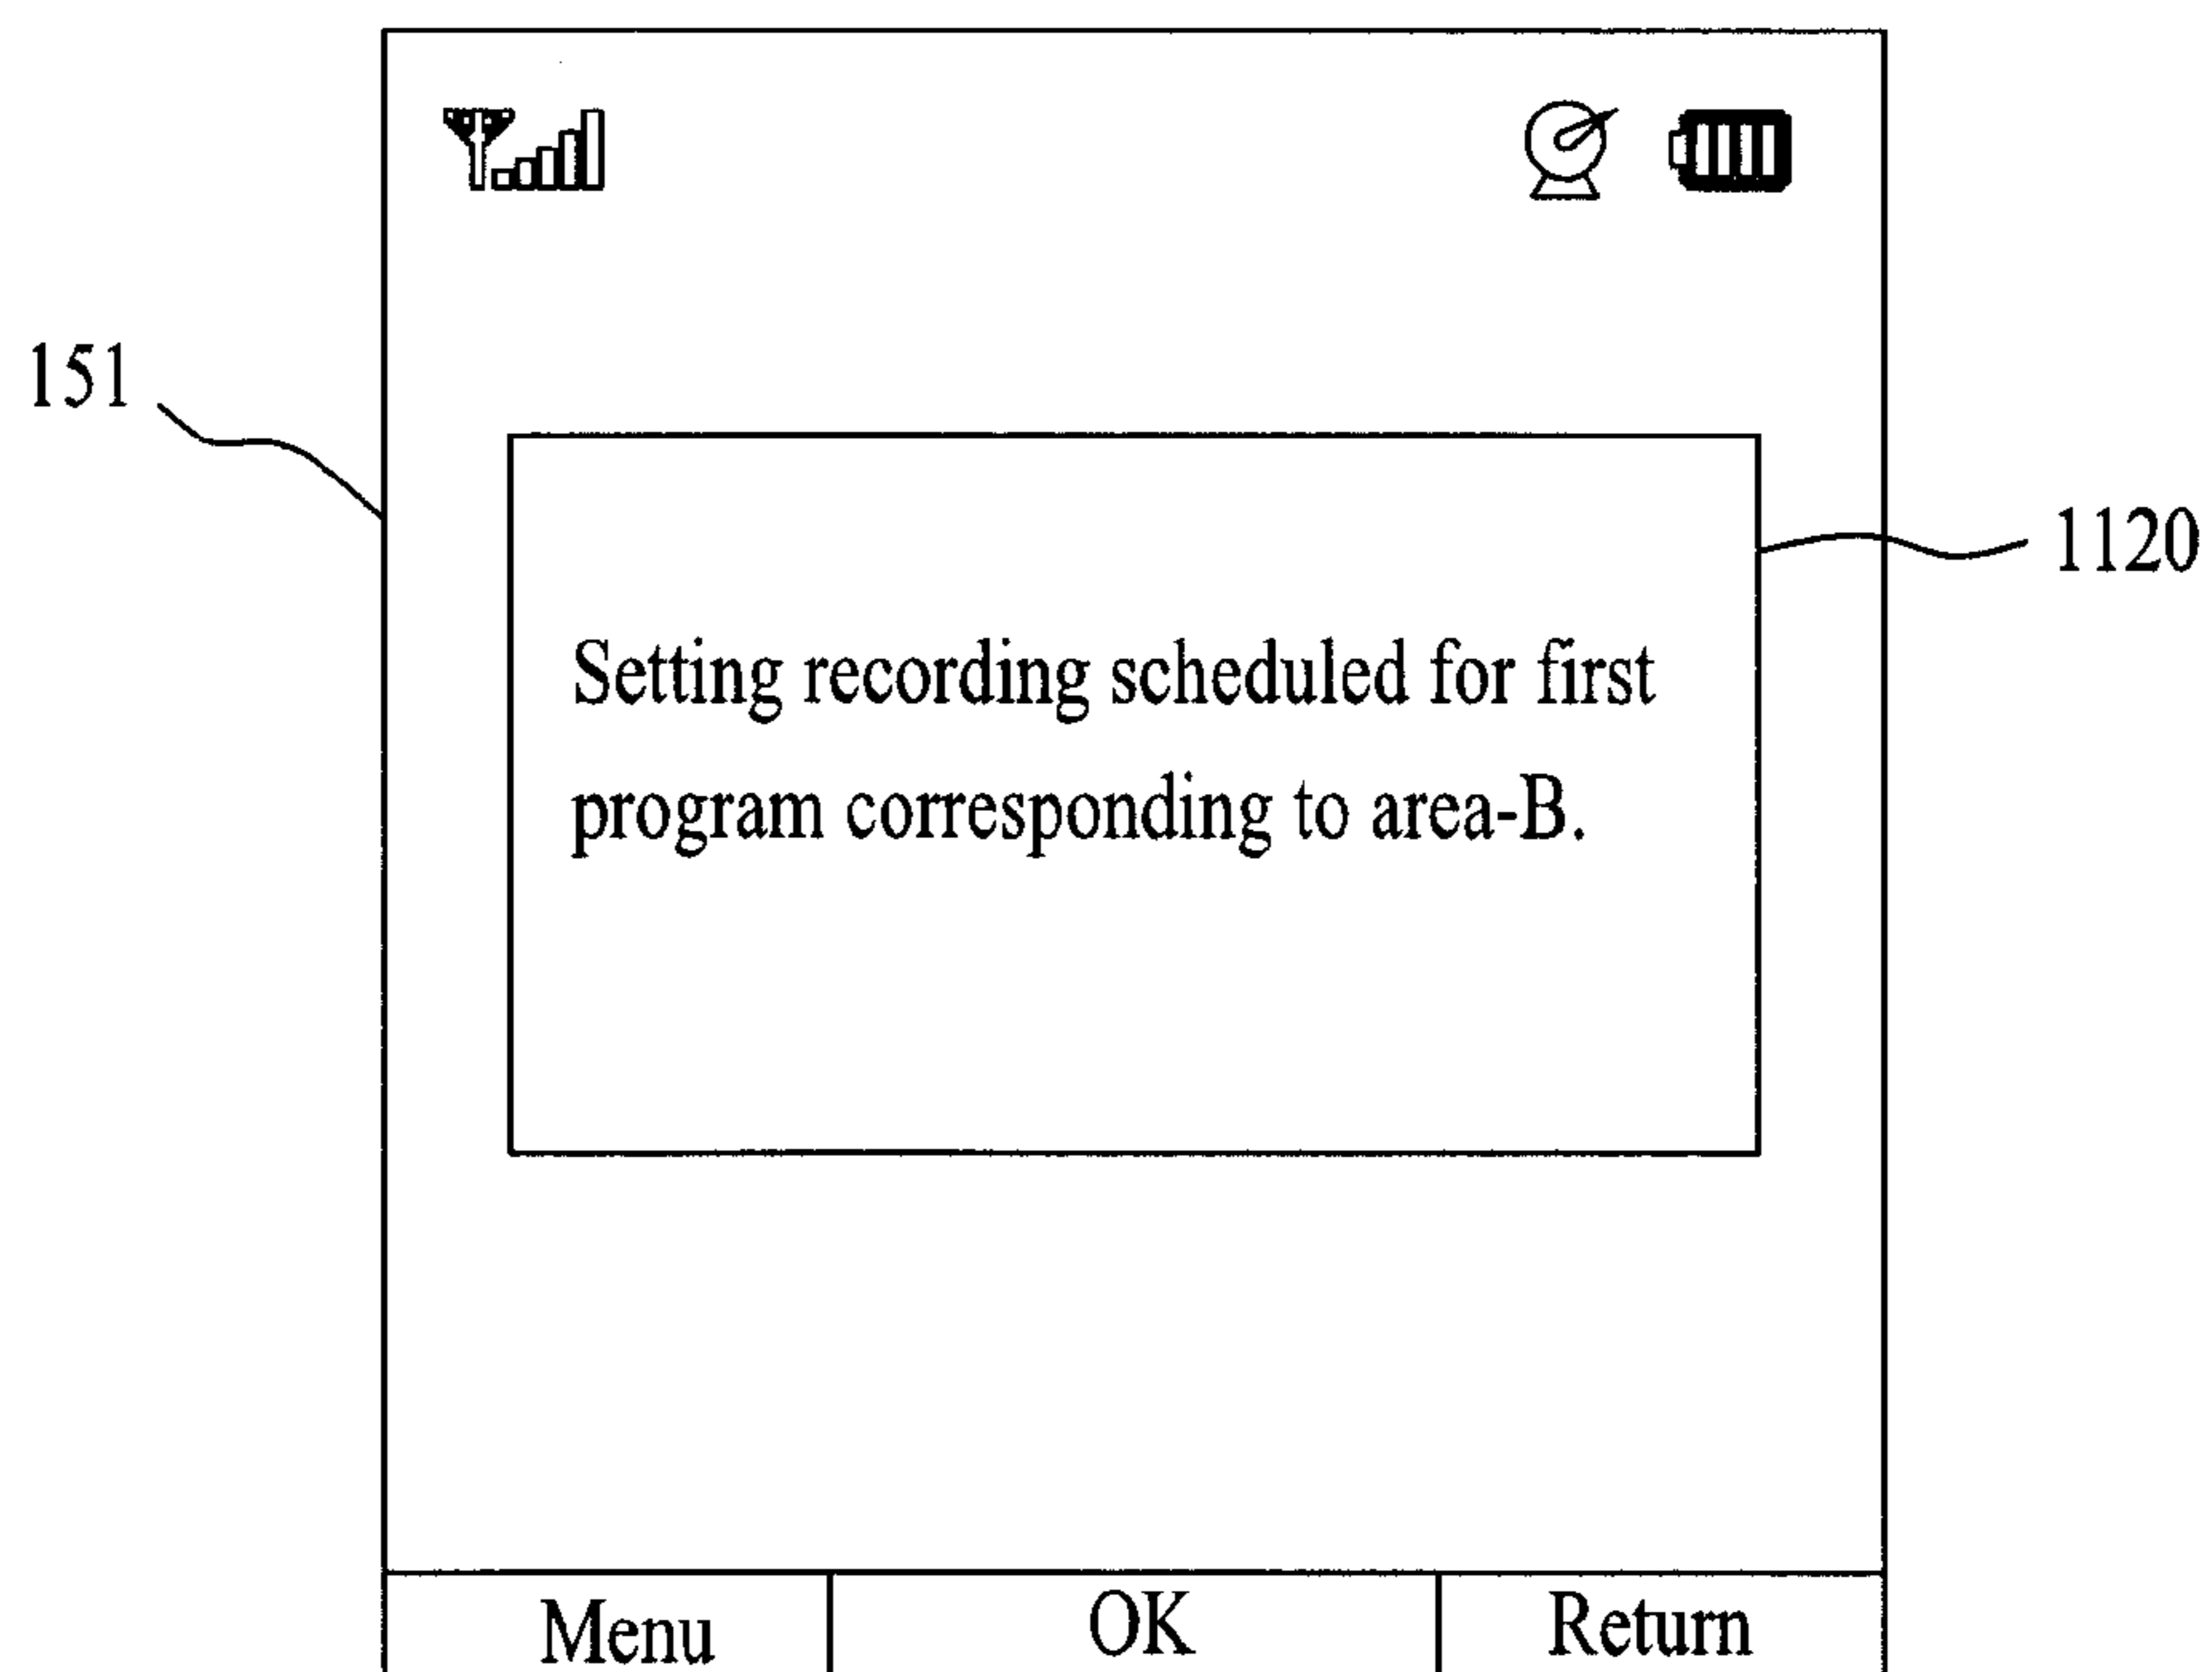 151
1120
Setting recording scheduled for first
program corresponding to area-B.
Menu OK Return